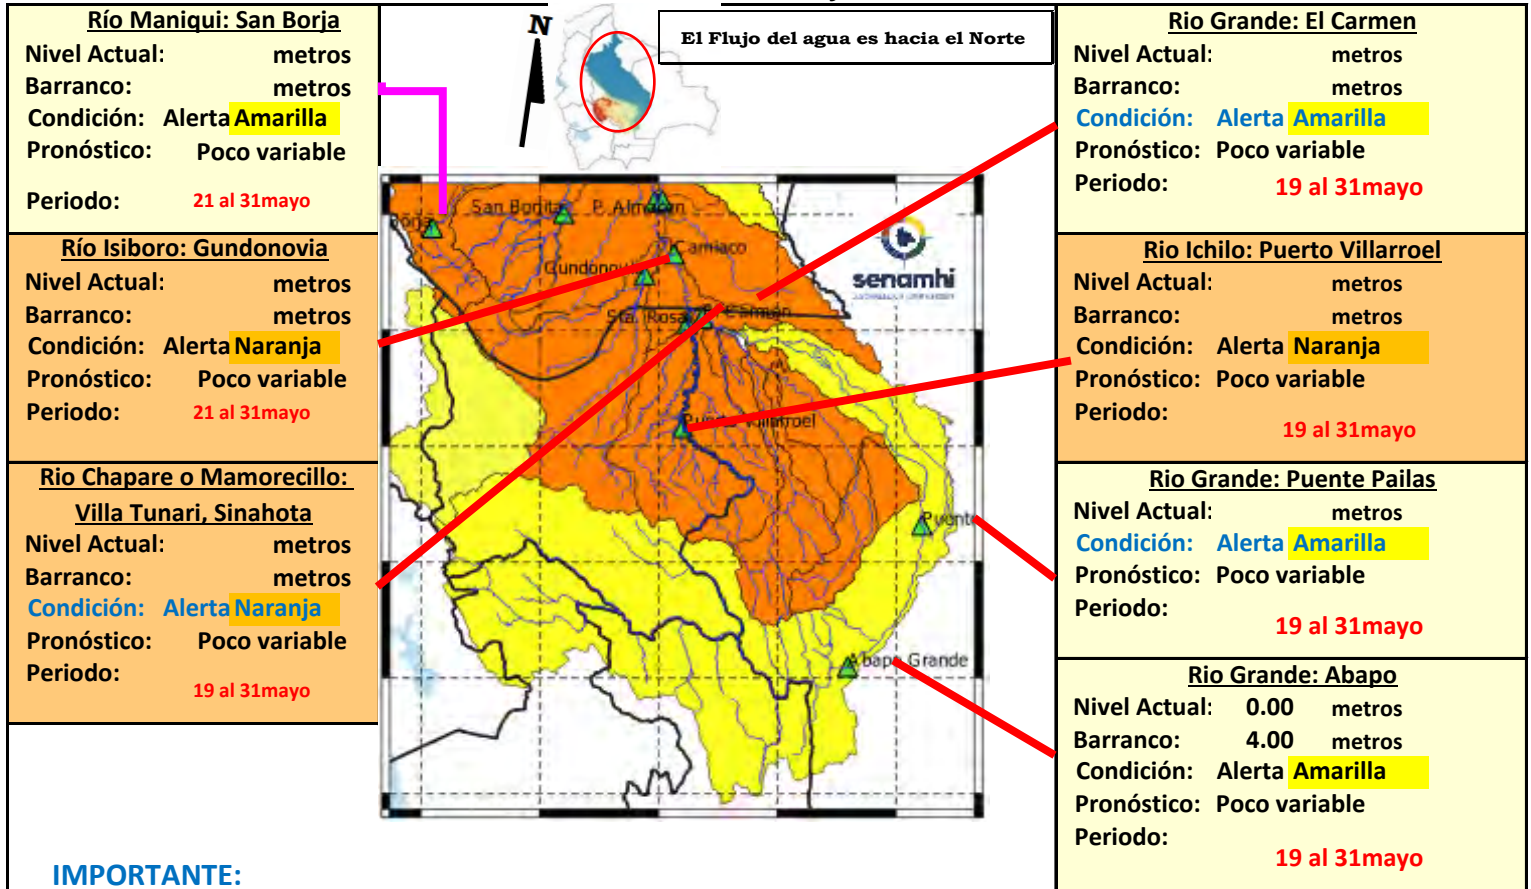 Río Maniqui: San Borja
Nivel Actual: metros
Barranco: metros
Condición: Alerta Amarilla
Pronóstico: Poco variable
Periodo: 21 al 31mayo
Río Isiboro: Gundonovia
Nivel Actual: metros
Barranco: metros
Condición: Alerta Naranja
Pronóstico: Poco variable
Periodo: 21 al 31mayo
Rio Chapare o Mamorecillo:
Villa Tunari, Sinahota
Nivel Actual: metros
Barranco: metros
Condición: Alerta Naranja
Pronóstico: Poco variable
Periodo:
19 al 31mayo
N
El Flujo del agua es hacia el Norte
San Borjita
P. Almacen
Camiaco
senamhi
Sta. Rosa
Puerto Villarroel
Puente
Abapo Grande
Rio Grande: El Carmen
Nivel Actual: metros
Barranco: metros
Condición: Alerta Amarilla
Pronóstico: Poco variable
Periodo: 19 al 31mayo
Rio Ichilo: Puerto Villarroel
Nivel Actual: metros
Barranco: metros
Condición: Alerta Naranja
Pronóstico: Poco variable
Periodo:
19 al 31mayo
Rio Grande: Puente Pailas
Nivel Actual: metros
Condición: Alerta Amarilla
Pronóstico: Poco variable
Periodo:
19 al 31mayo
Rio Grande: Abapo
Nivel Actual: 0.00 metros
Barranco: 4.00 metros
Condición: Alerta Amarilla
Pronóstico: Poco variable
Periodo:
19 al 31mayo
IMPORTANTE: